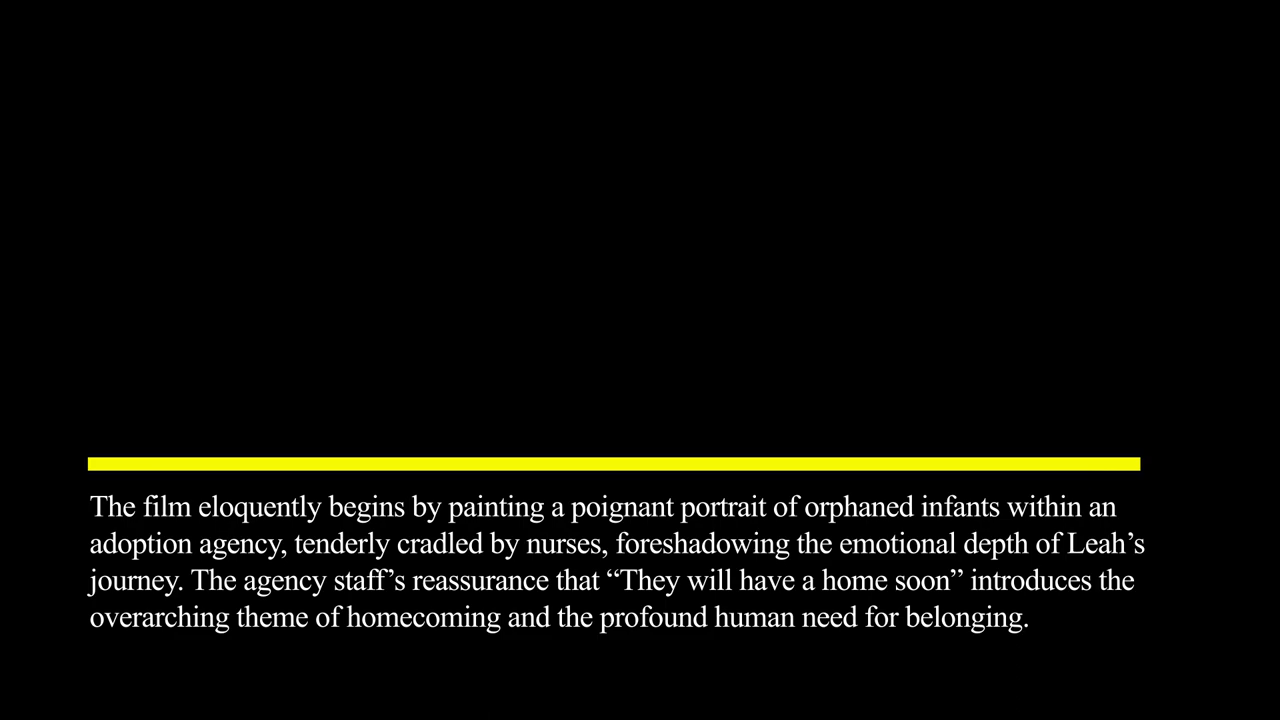 The film eloquently begins by painting a poignant portrait of orphaned infants within an
adoption agency, tenderly cradled by nurses, foreshadowing the emotional depth of Leah’s
journey. The agency staff’s reassurance that “They will have a home soon” introduces the
overarching theme of homecoming and the profound human need for belonging.